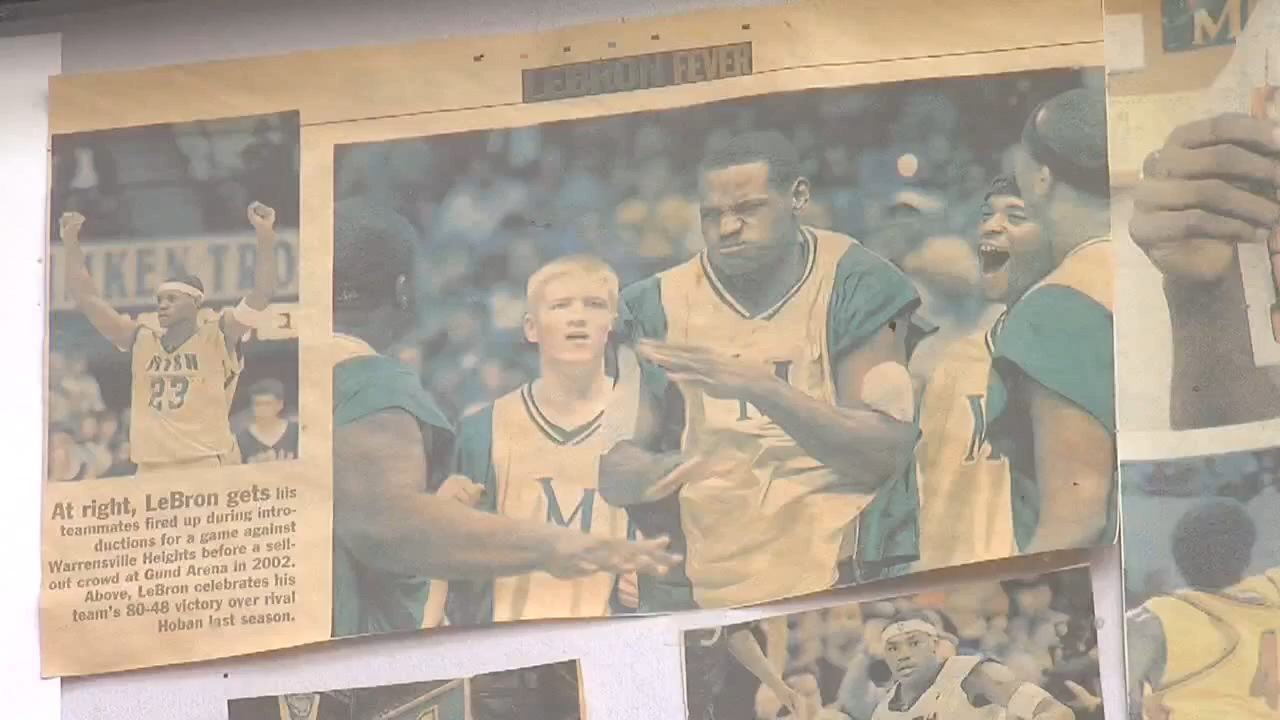 LEBRON FEVER
M
IKEN TRO
IRISH
23
M
M
At right, LeBron gets his
teammates fired up during intro-
ductions for a game against
Warrensville Heights before a sell-
out crowd at Gund Arena in 2002.
Above, LeBron celebrates his
team's 80-48 victory over rival
Hoban last season.